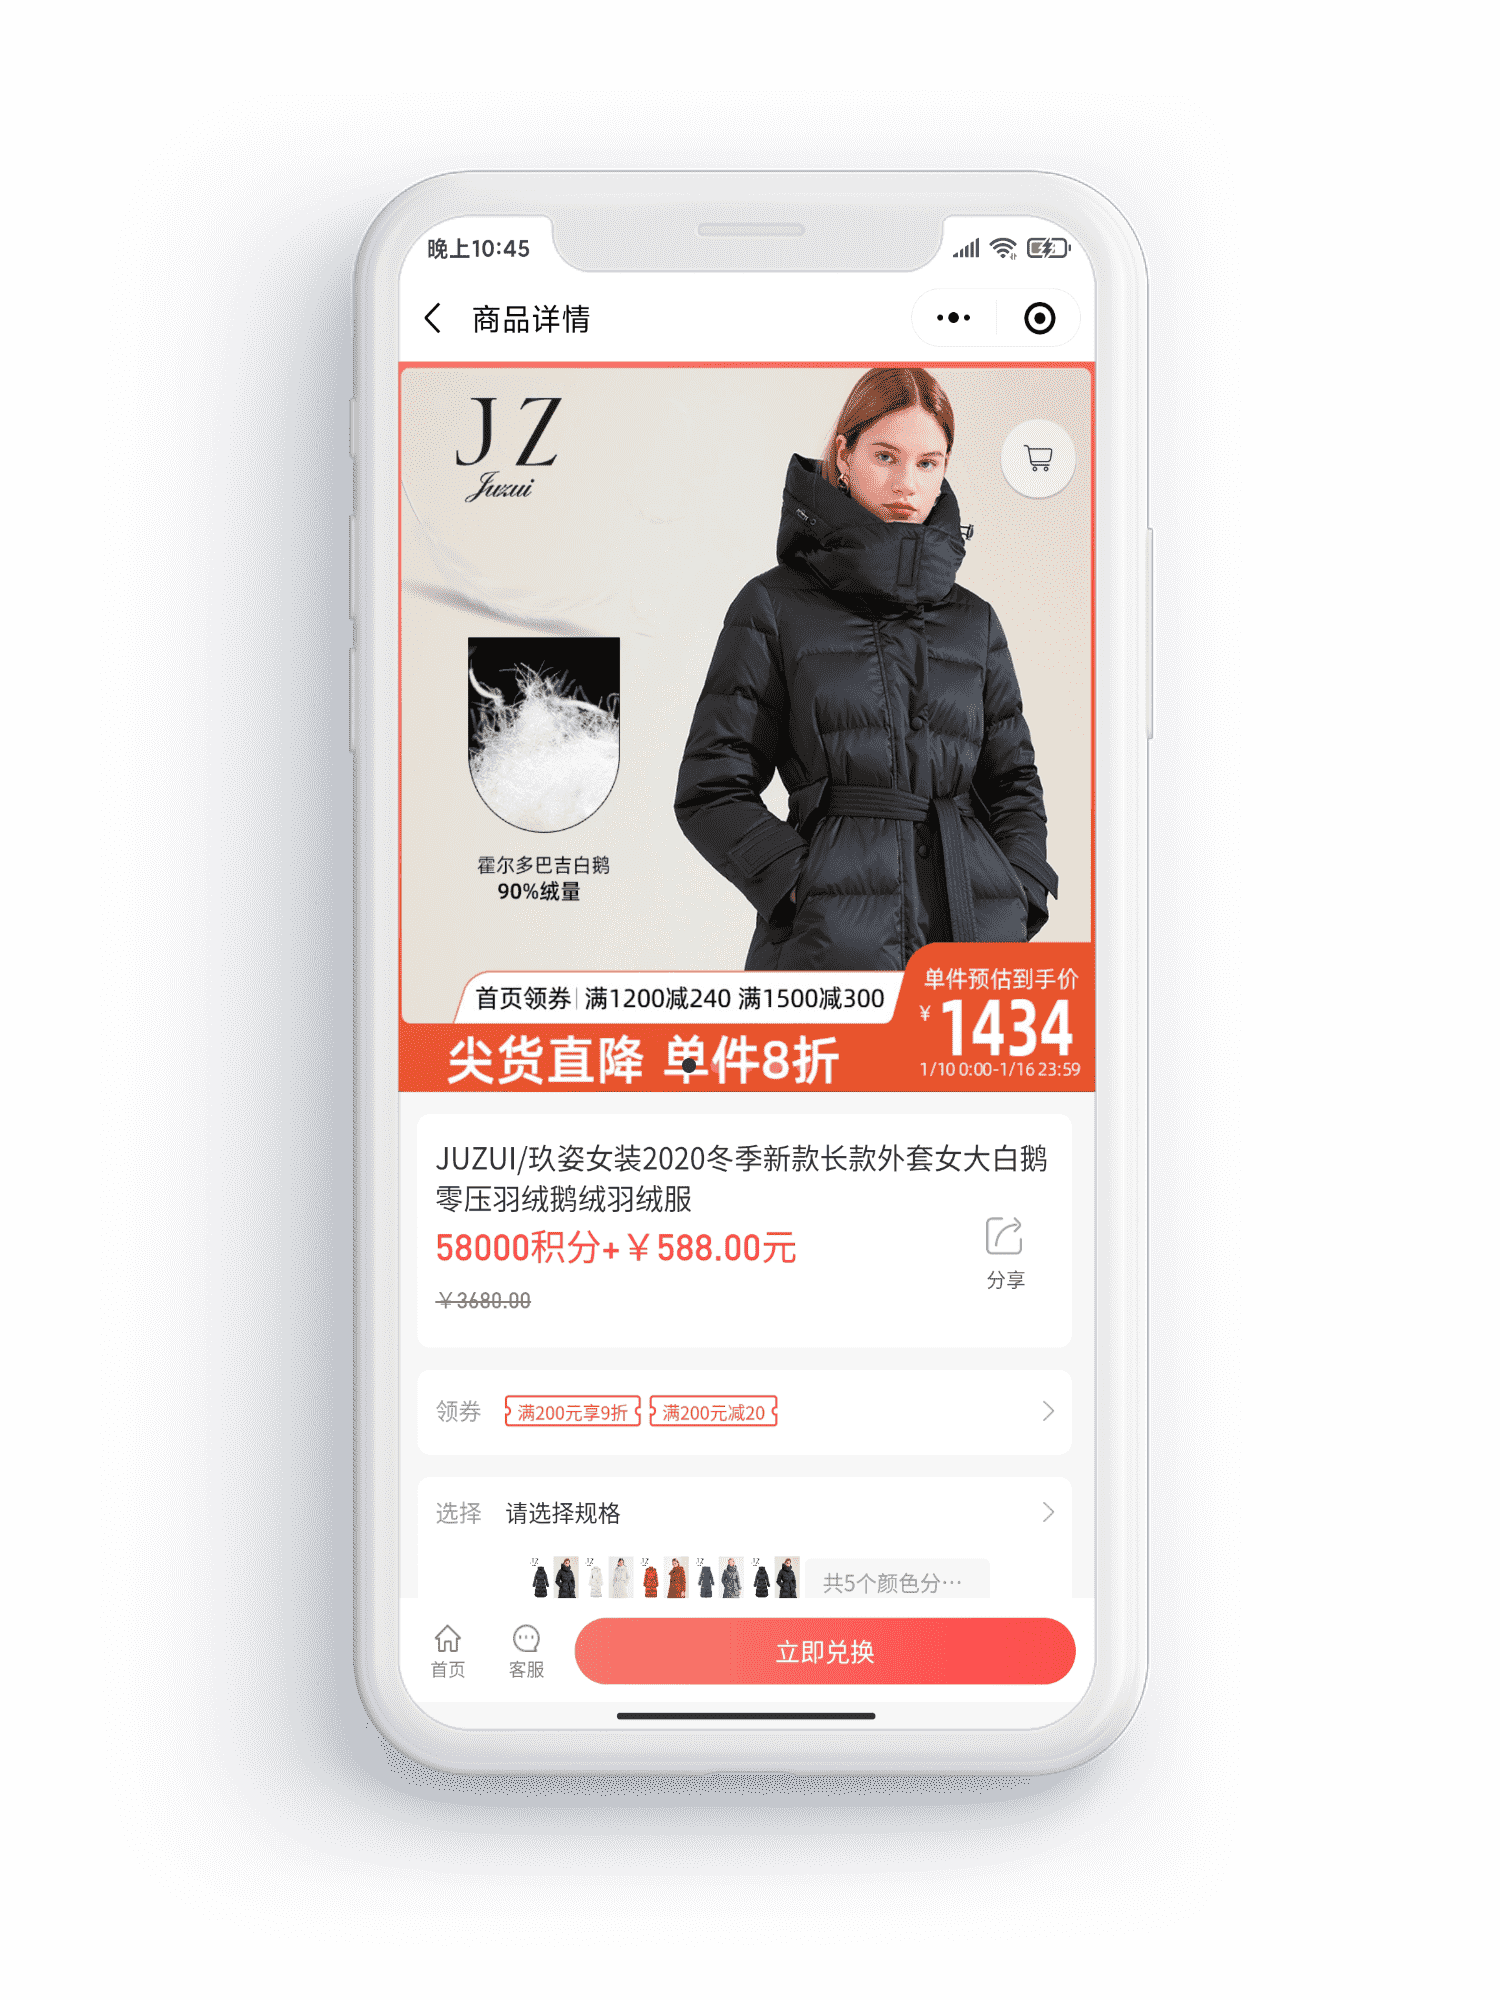 晚上10:45
商品详情
JZ
Juzui
霍尔多巴吉白鹅
90%绒量
首页领券 | 满1200减240 满1500减300
单件预估到手价
¥1434
1/10 0:00-1/16 23:59
尖货直降 单件8折
JUZUI/玖姿女装2020冬季新款长款外套女大白鹅
零压羽绒鹅绒羽绒服
58000积分+¥588.00元
¥3680.00
分享
领券 满200元享9折 满200元减20
选择 请选择规格
共5个颜色分…
首页
客服
立即兑换